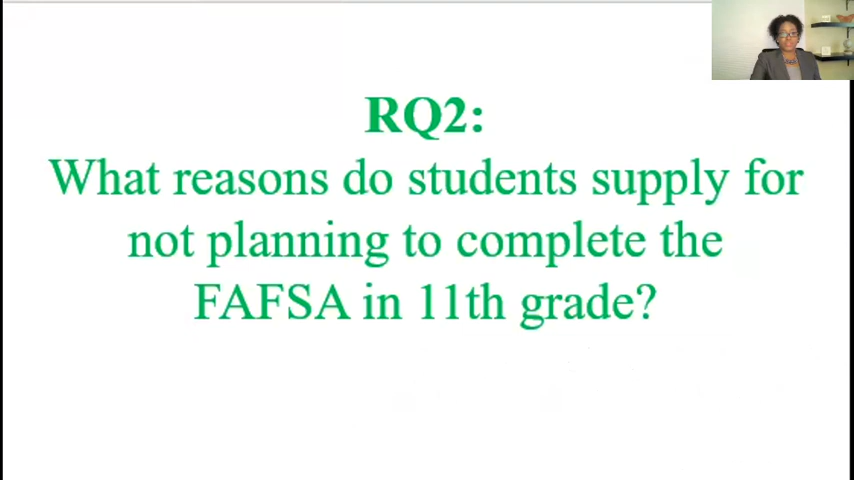 RQ2:
What reasons do students supply for
not planning to complete the
FAFSA in 11th grade?